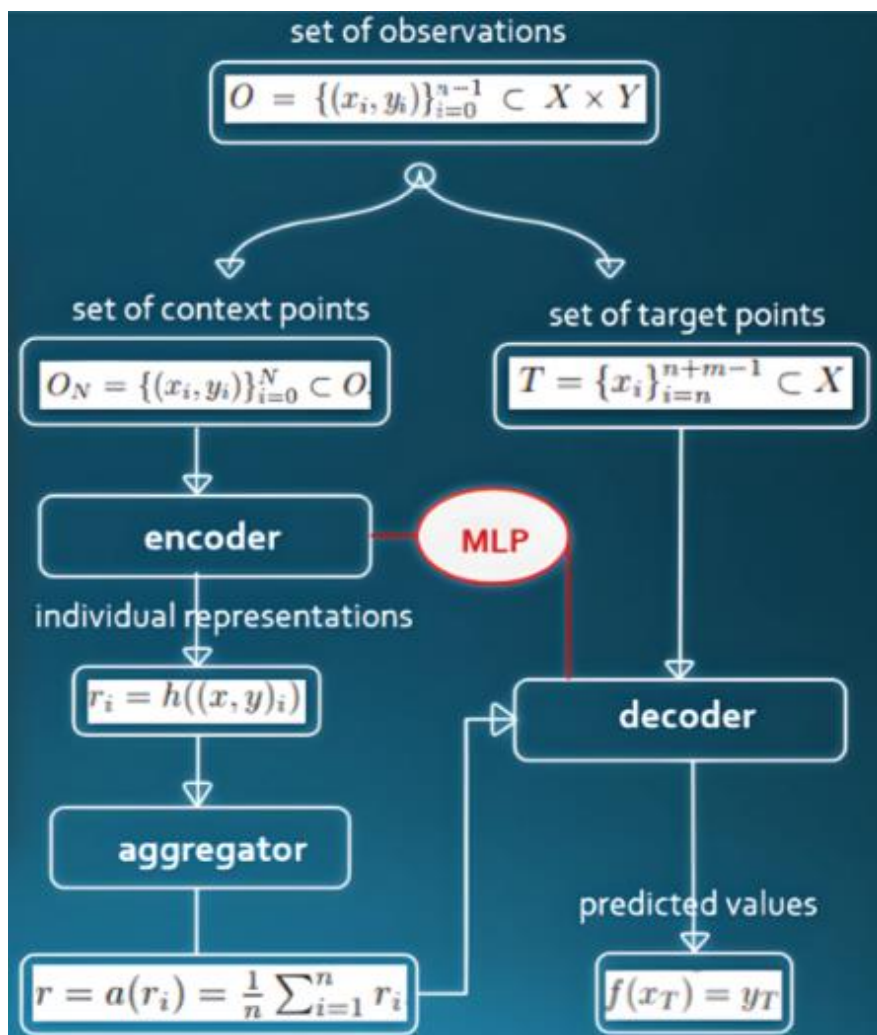 set of observations
O = {(x_i, y_i)}_{i=0}^{n-1} ⊂ X × Y
set of context points
O_N = {(x_i, y_i)}_{i=0}^{N} ⊂ O.
set of target points
T = {x_i}_{i=n}^{n+m-1} ⊂ X
encoder
MLP
individual representations
r_i = h((x, y)_i)
decoder
aggregator
r = a(r_i) = \frac{1}{n} ∑_{i=1}^{n} r_i
predicted values
f(x_T) = y_T